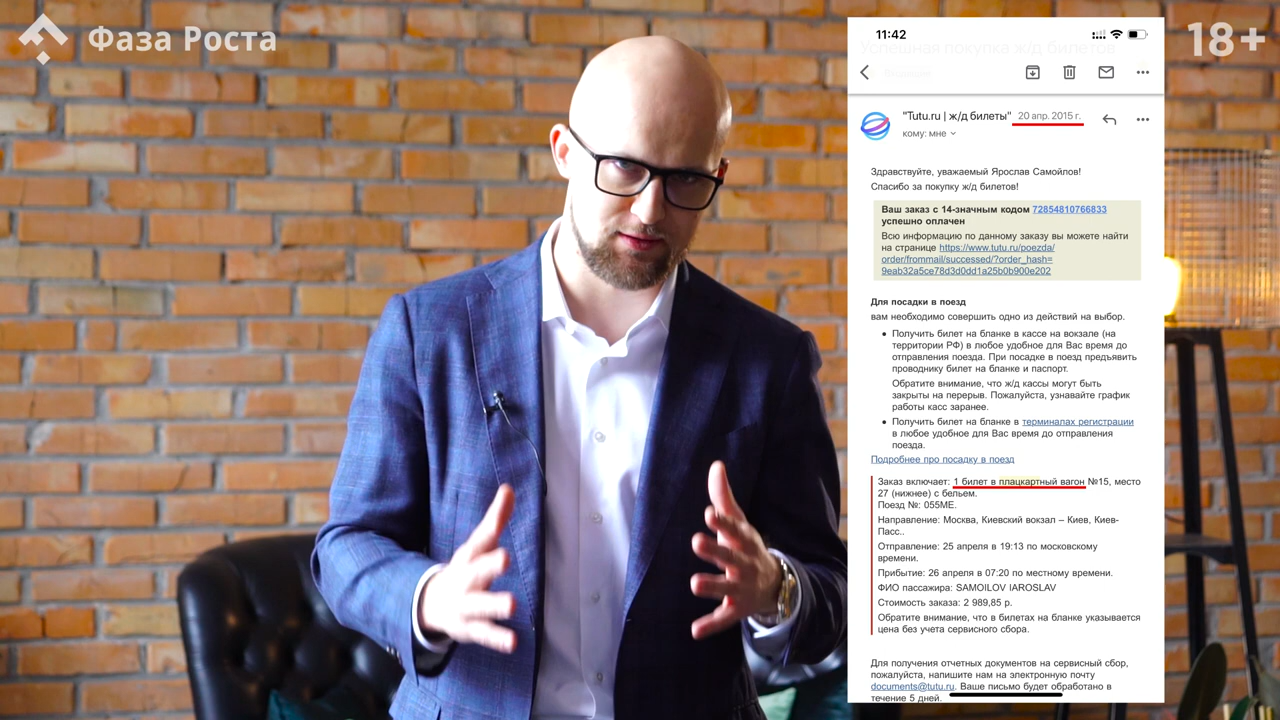 Фаза Роста
18+
11:42
Успешная покупка ж/д билетов
"Tutu.ru | ж/д билеты" 20 апр. 2015 г.
кому: мне
Здравствуйте, уважаемый Ярослав Самойлов!
Спасибо за покупку ж/д билетов!
Ваш заказ с 14-значным кодом 72854810766833
успешно оплачен
Всю информацию по данному заказу вы можете найти
на странице https://www.tutu.ru/poezda/
order/frommail/successed/?order_hash=
9eab32a5ce78d3d0dd1a25b0b900e202
Для посадки в поезд
вам необходимо совершить одно из действий на выбор.
Получить билет на бланке в кассе на вокзале (на
территории РФ) в любое удобное для Вас время до
отправления поезда. При посадке в поезд предъявить
проводнику билет на бланке и паспорт.
Обратите внимание, что ж/д кассы могут быть
закрыты на перерыв. Пожалуйста, узнавайте график
работы касс заранее.
Получить билет на бланке в терминалах регистрации
в любое удобное для Вас время до отправления
поезда.
Подробнее про посадку в поезд
Заказ включает: 1 билет в плацкартный вагон №15, место
27 (нижнее) с бельем.
Поезд №: 055МЕ.
Направление: Москва, Киевский вокзал – Киев, Киев-
Пасс..
Отправление: 25 апреля в 19:13 по московскому
времени.
Прибытие: 26 апреля в 07:20 по местному времени.
ФИО пассажира: SAMOILOV IAROSLAV
Стоимость заказа: 2 989,85 р.
Обратите внимание, что в билетах на бланке указывается
цена без учета сервисного сбора.
Для получения отчетных документов на сервисный сбор,
пожалуйста, напишите нам на электронную почту
documents@tutu.ru. Ваше письмо будет обработано в
течение 5 дней.